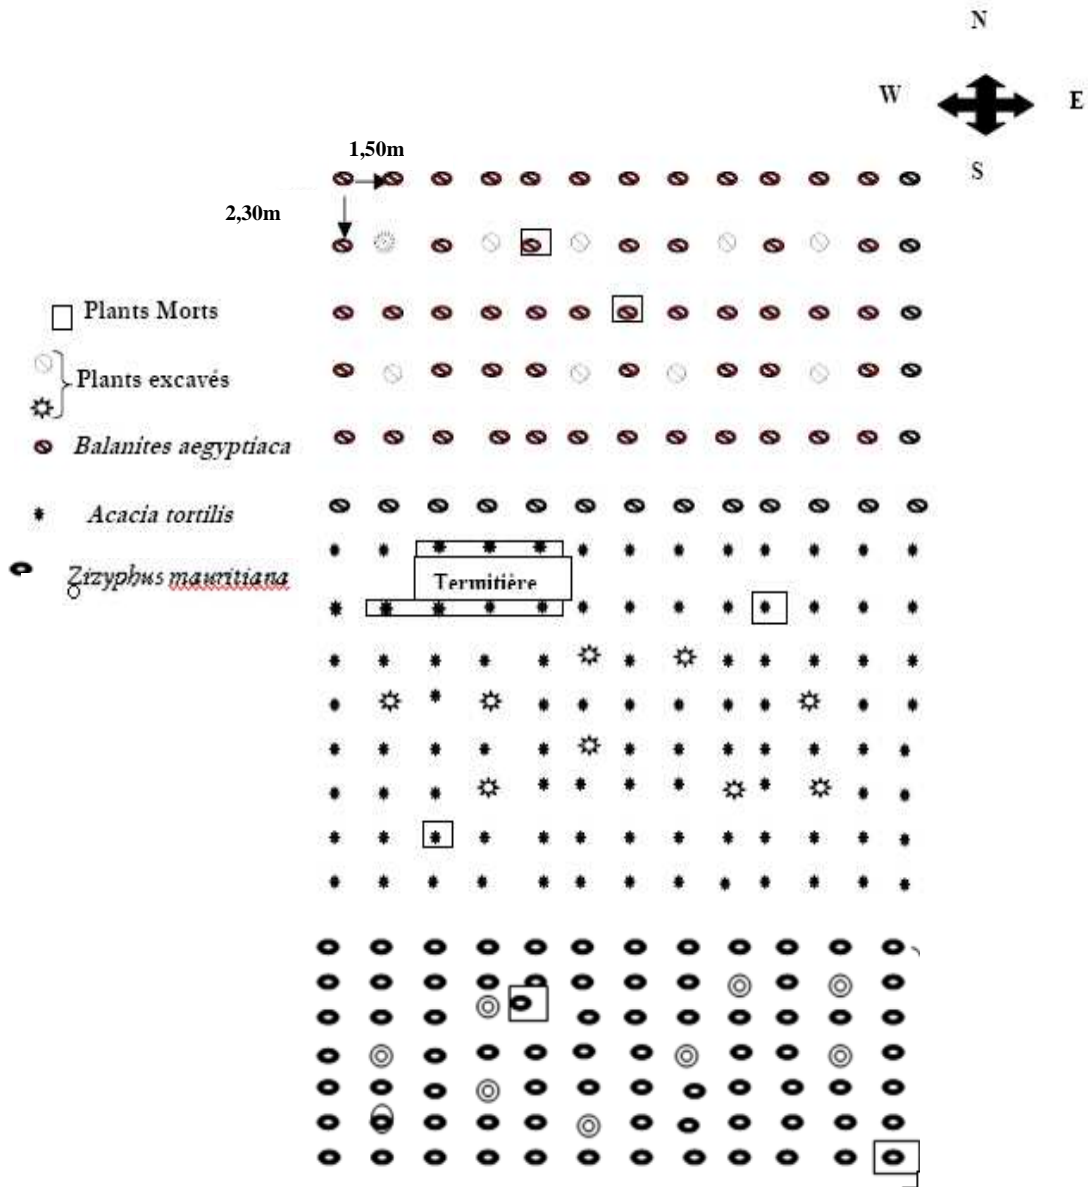 N
W E
S
1,50m
2,30m
Plants Morts
Plants excavés
Balanites aegyptiaca
Acacia tortilis
Zizyphus mauritiana
Termitière